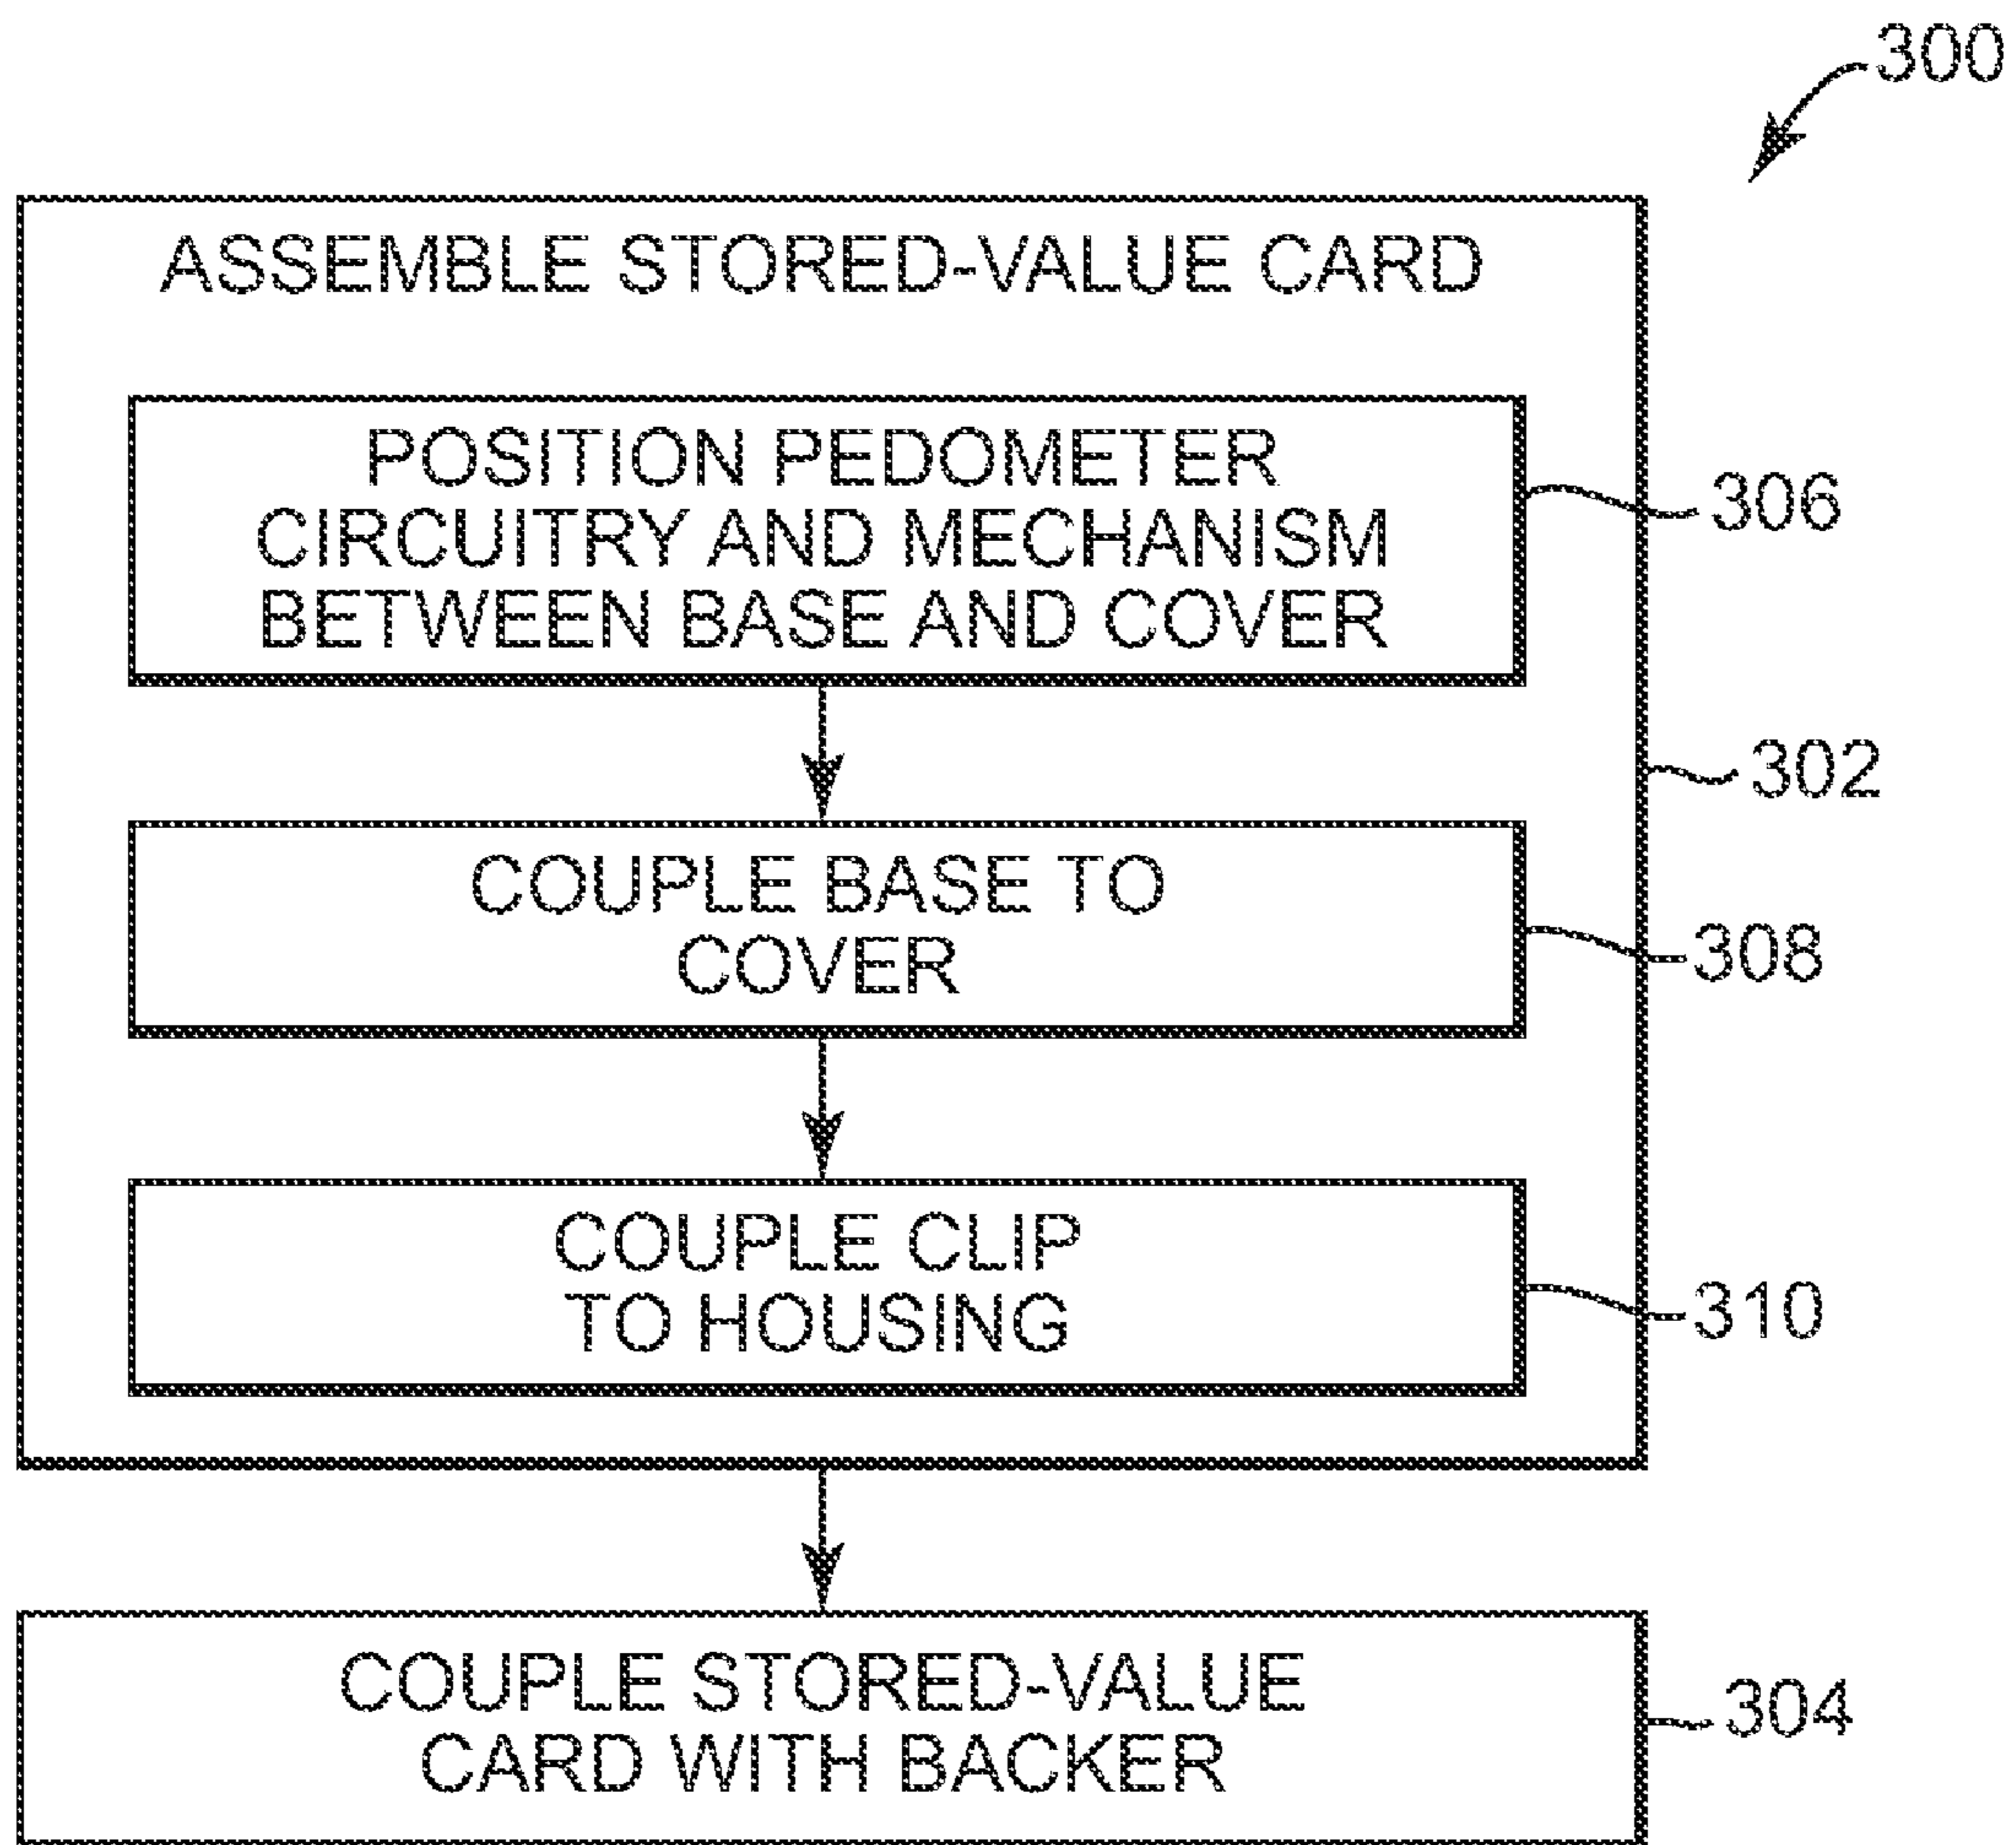 300
ASSEMBLE STORED-VALUE CARD
POSITION PEDOMETER
CIRCUITRY AND MECHANISM
BETWEEN BASE AND COVER
306
302
COUPLE BASE TO
COVER
308
COUPLE CLIP
TO HOUSING
310
COUPLE STORED-VALUE
CARD WITH BACKER
304